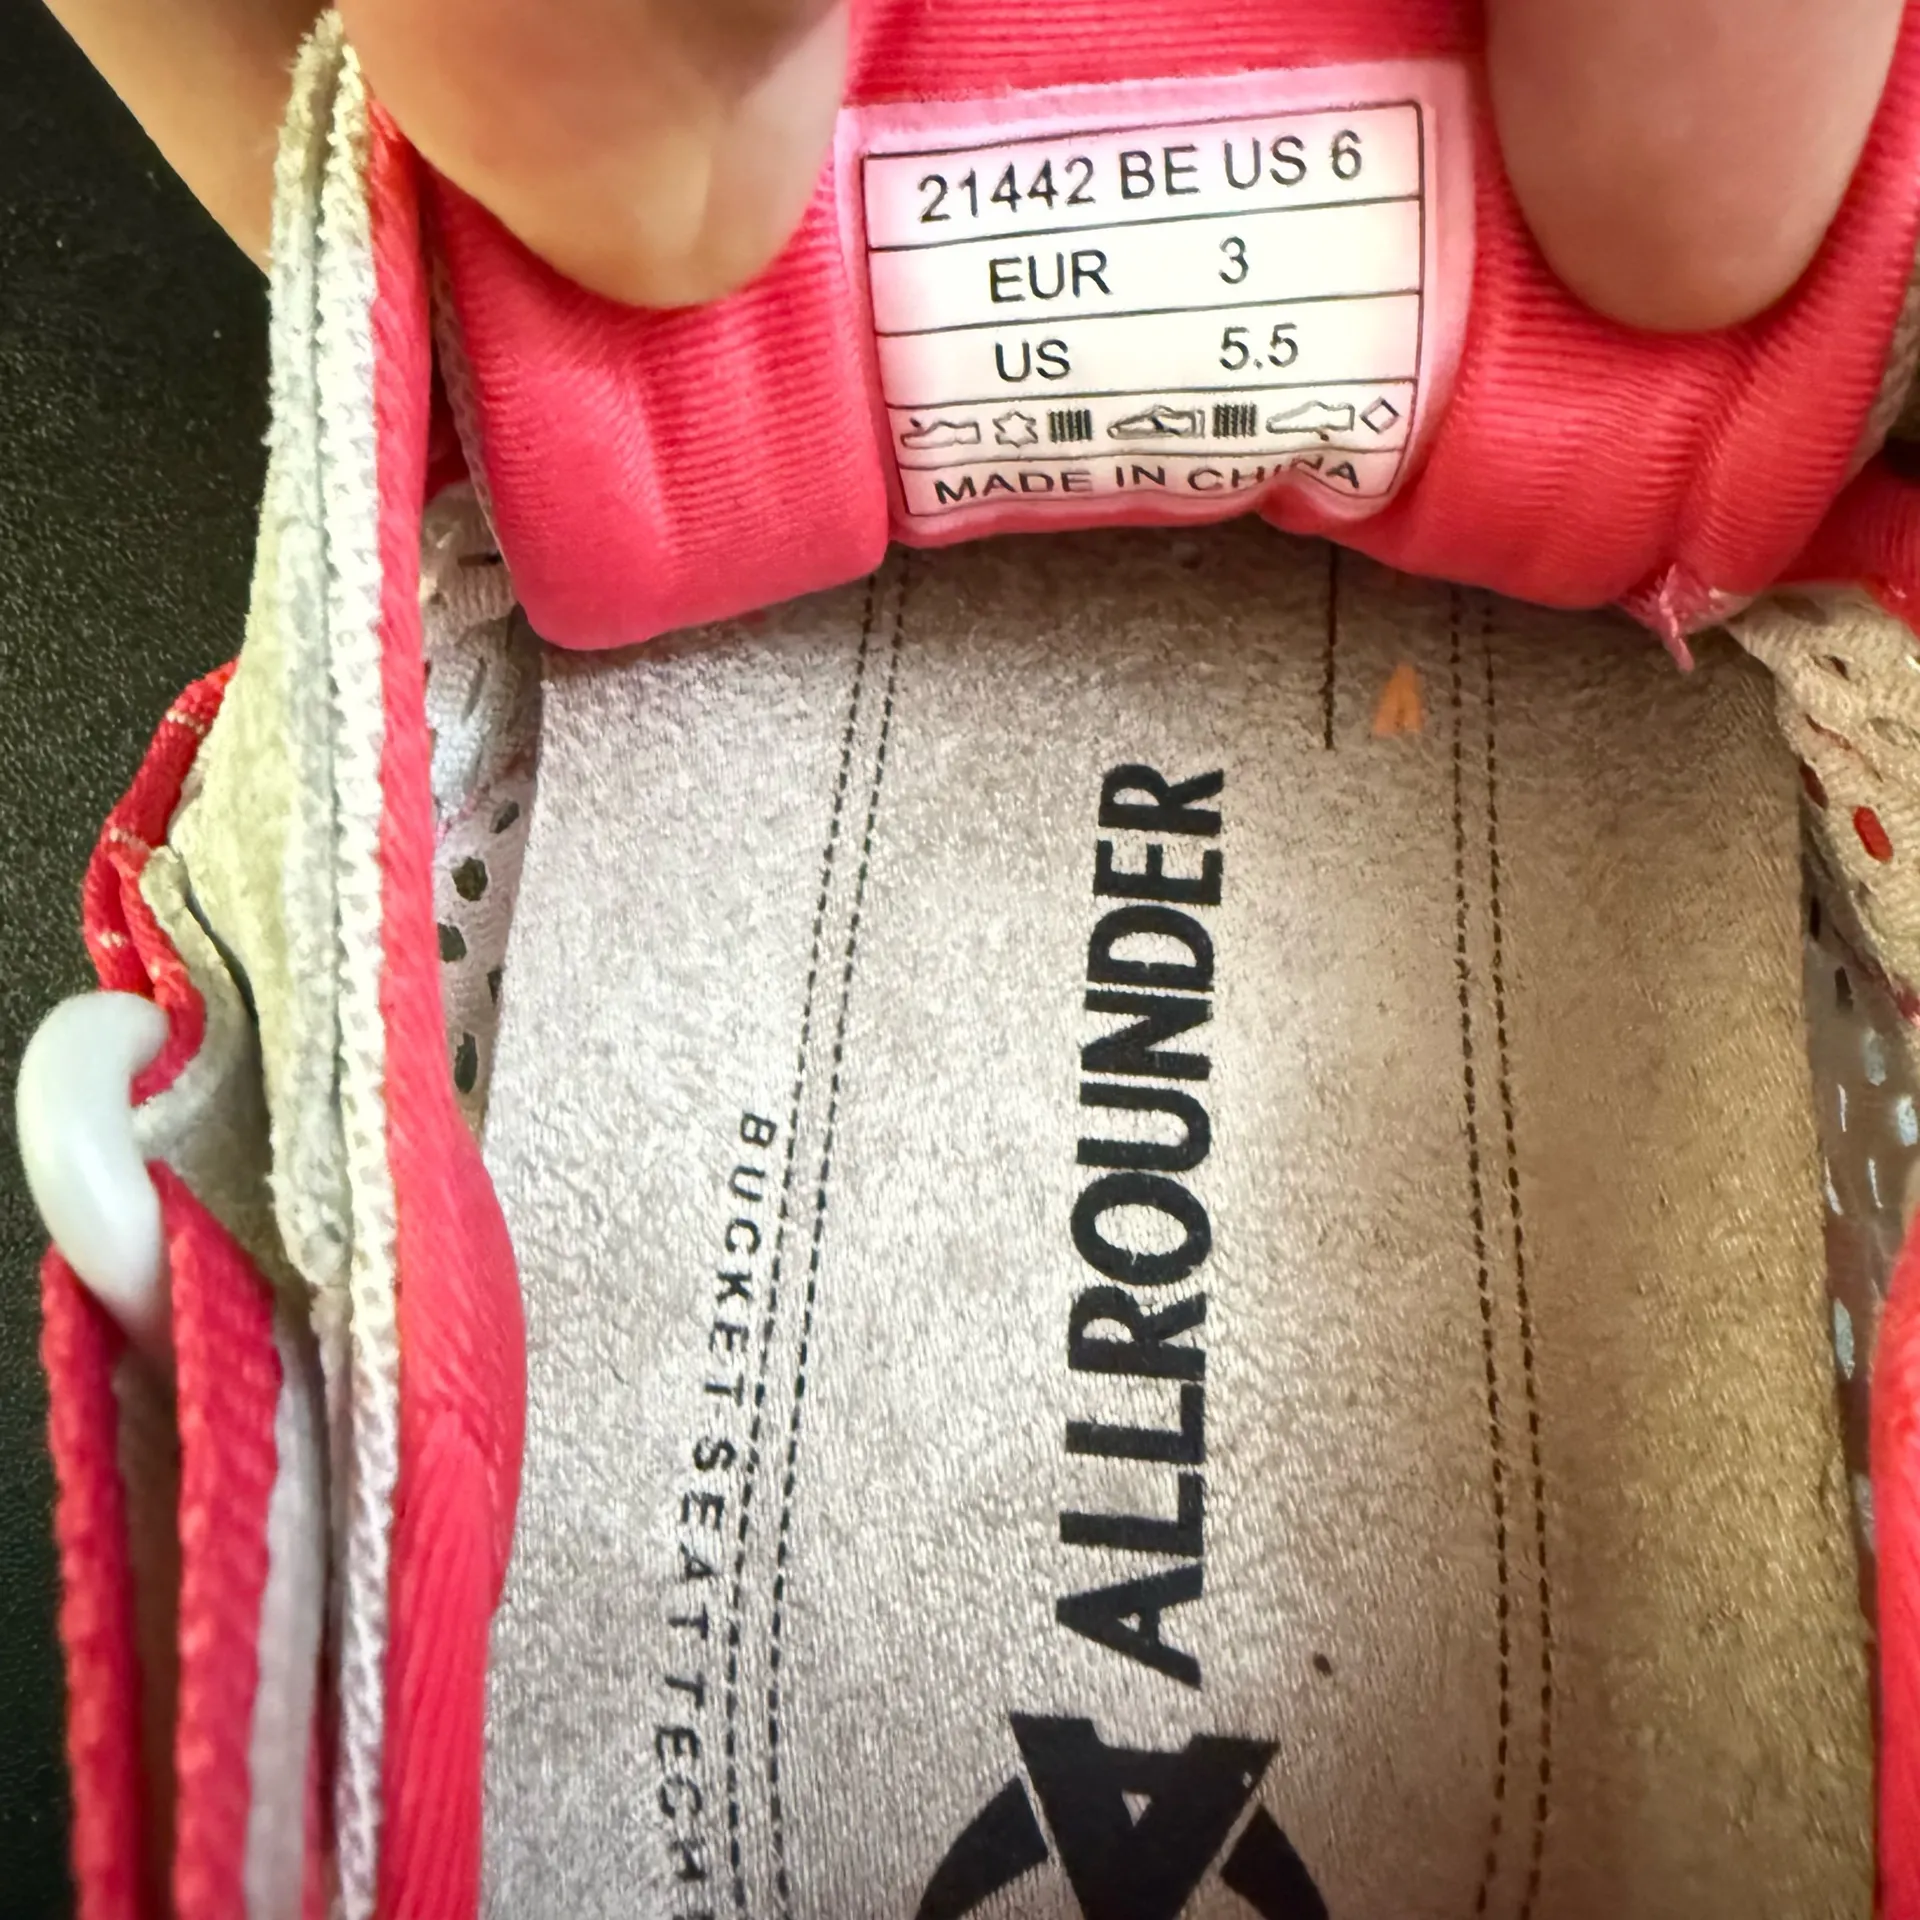 21442 BE US 6
EUR 3
US 5.5
MADE IN CHINA
ALLROUNDER
BUCKETSEATTECH